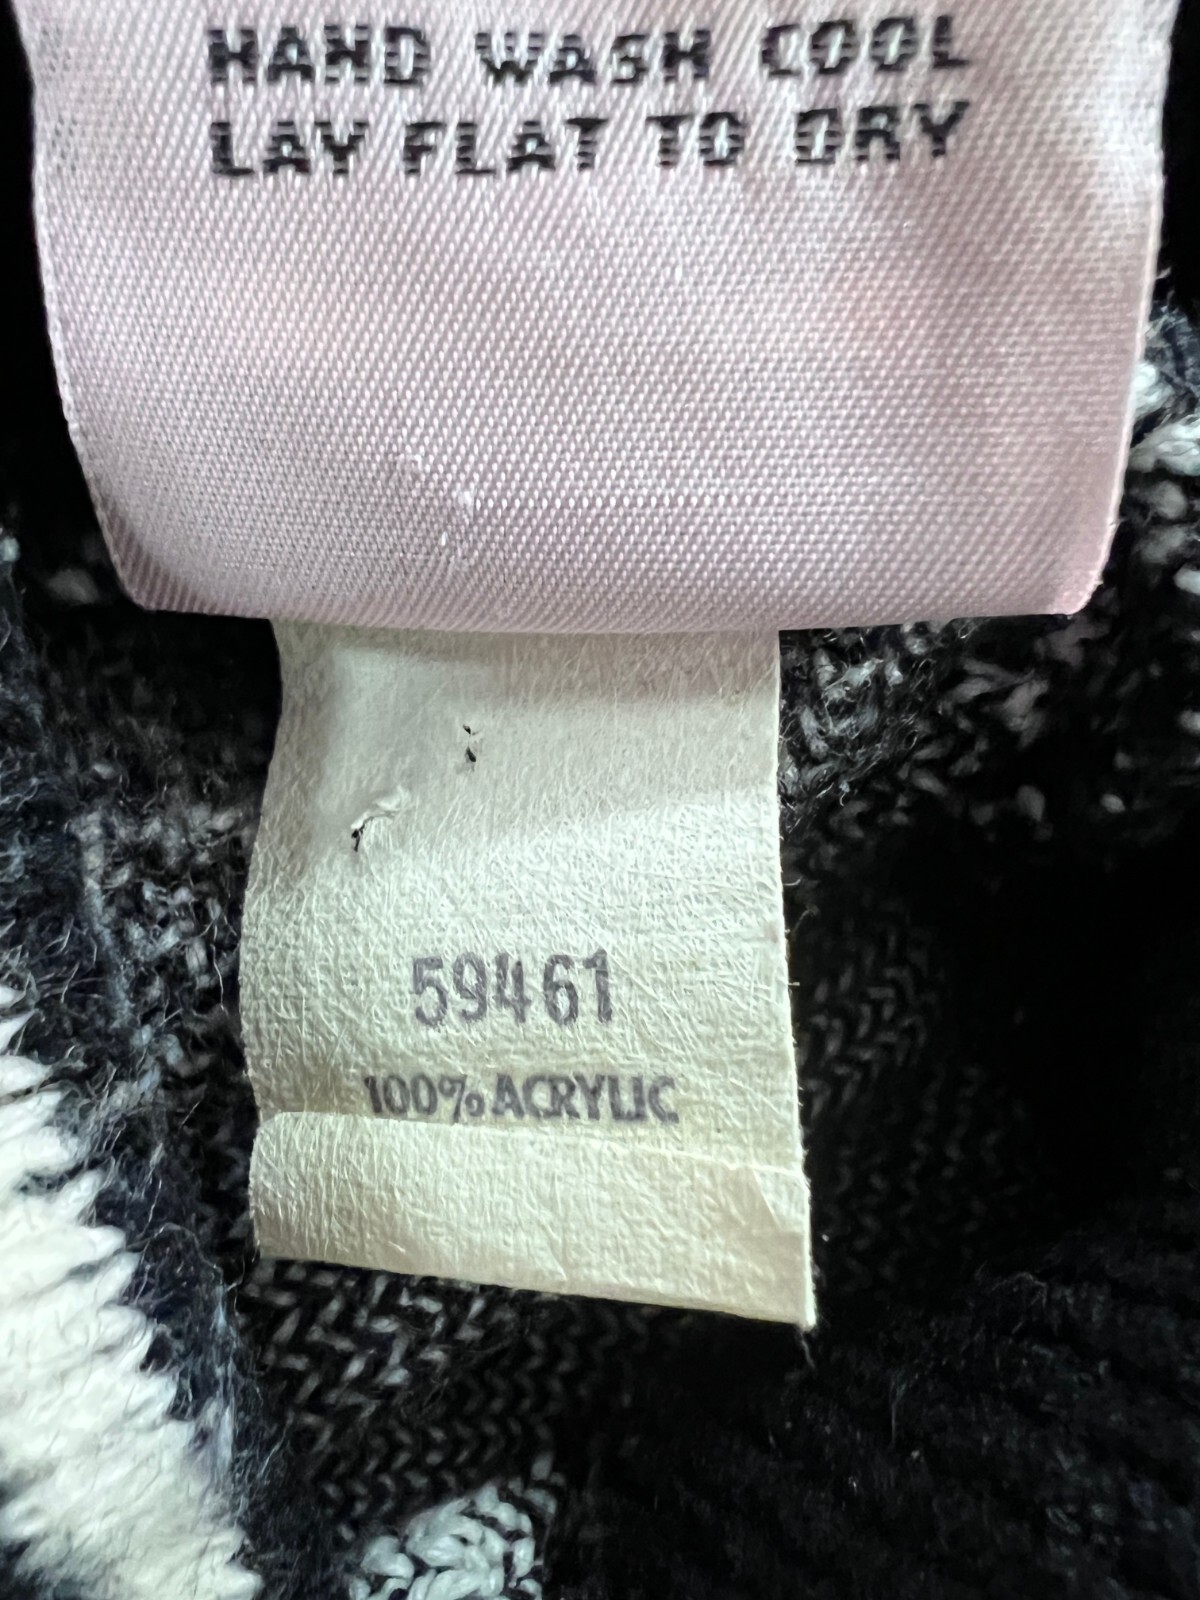 HAND WASH COOL
LAY FLAT TO DRY
59461
100% ACRYLIC